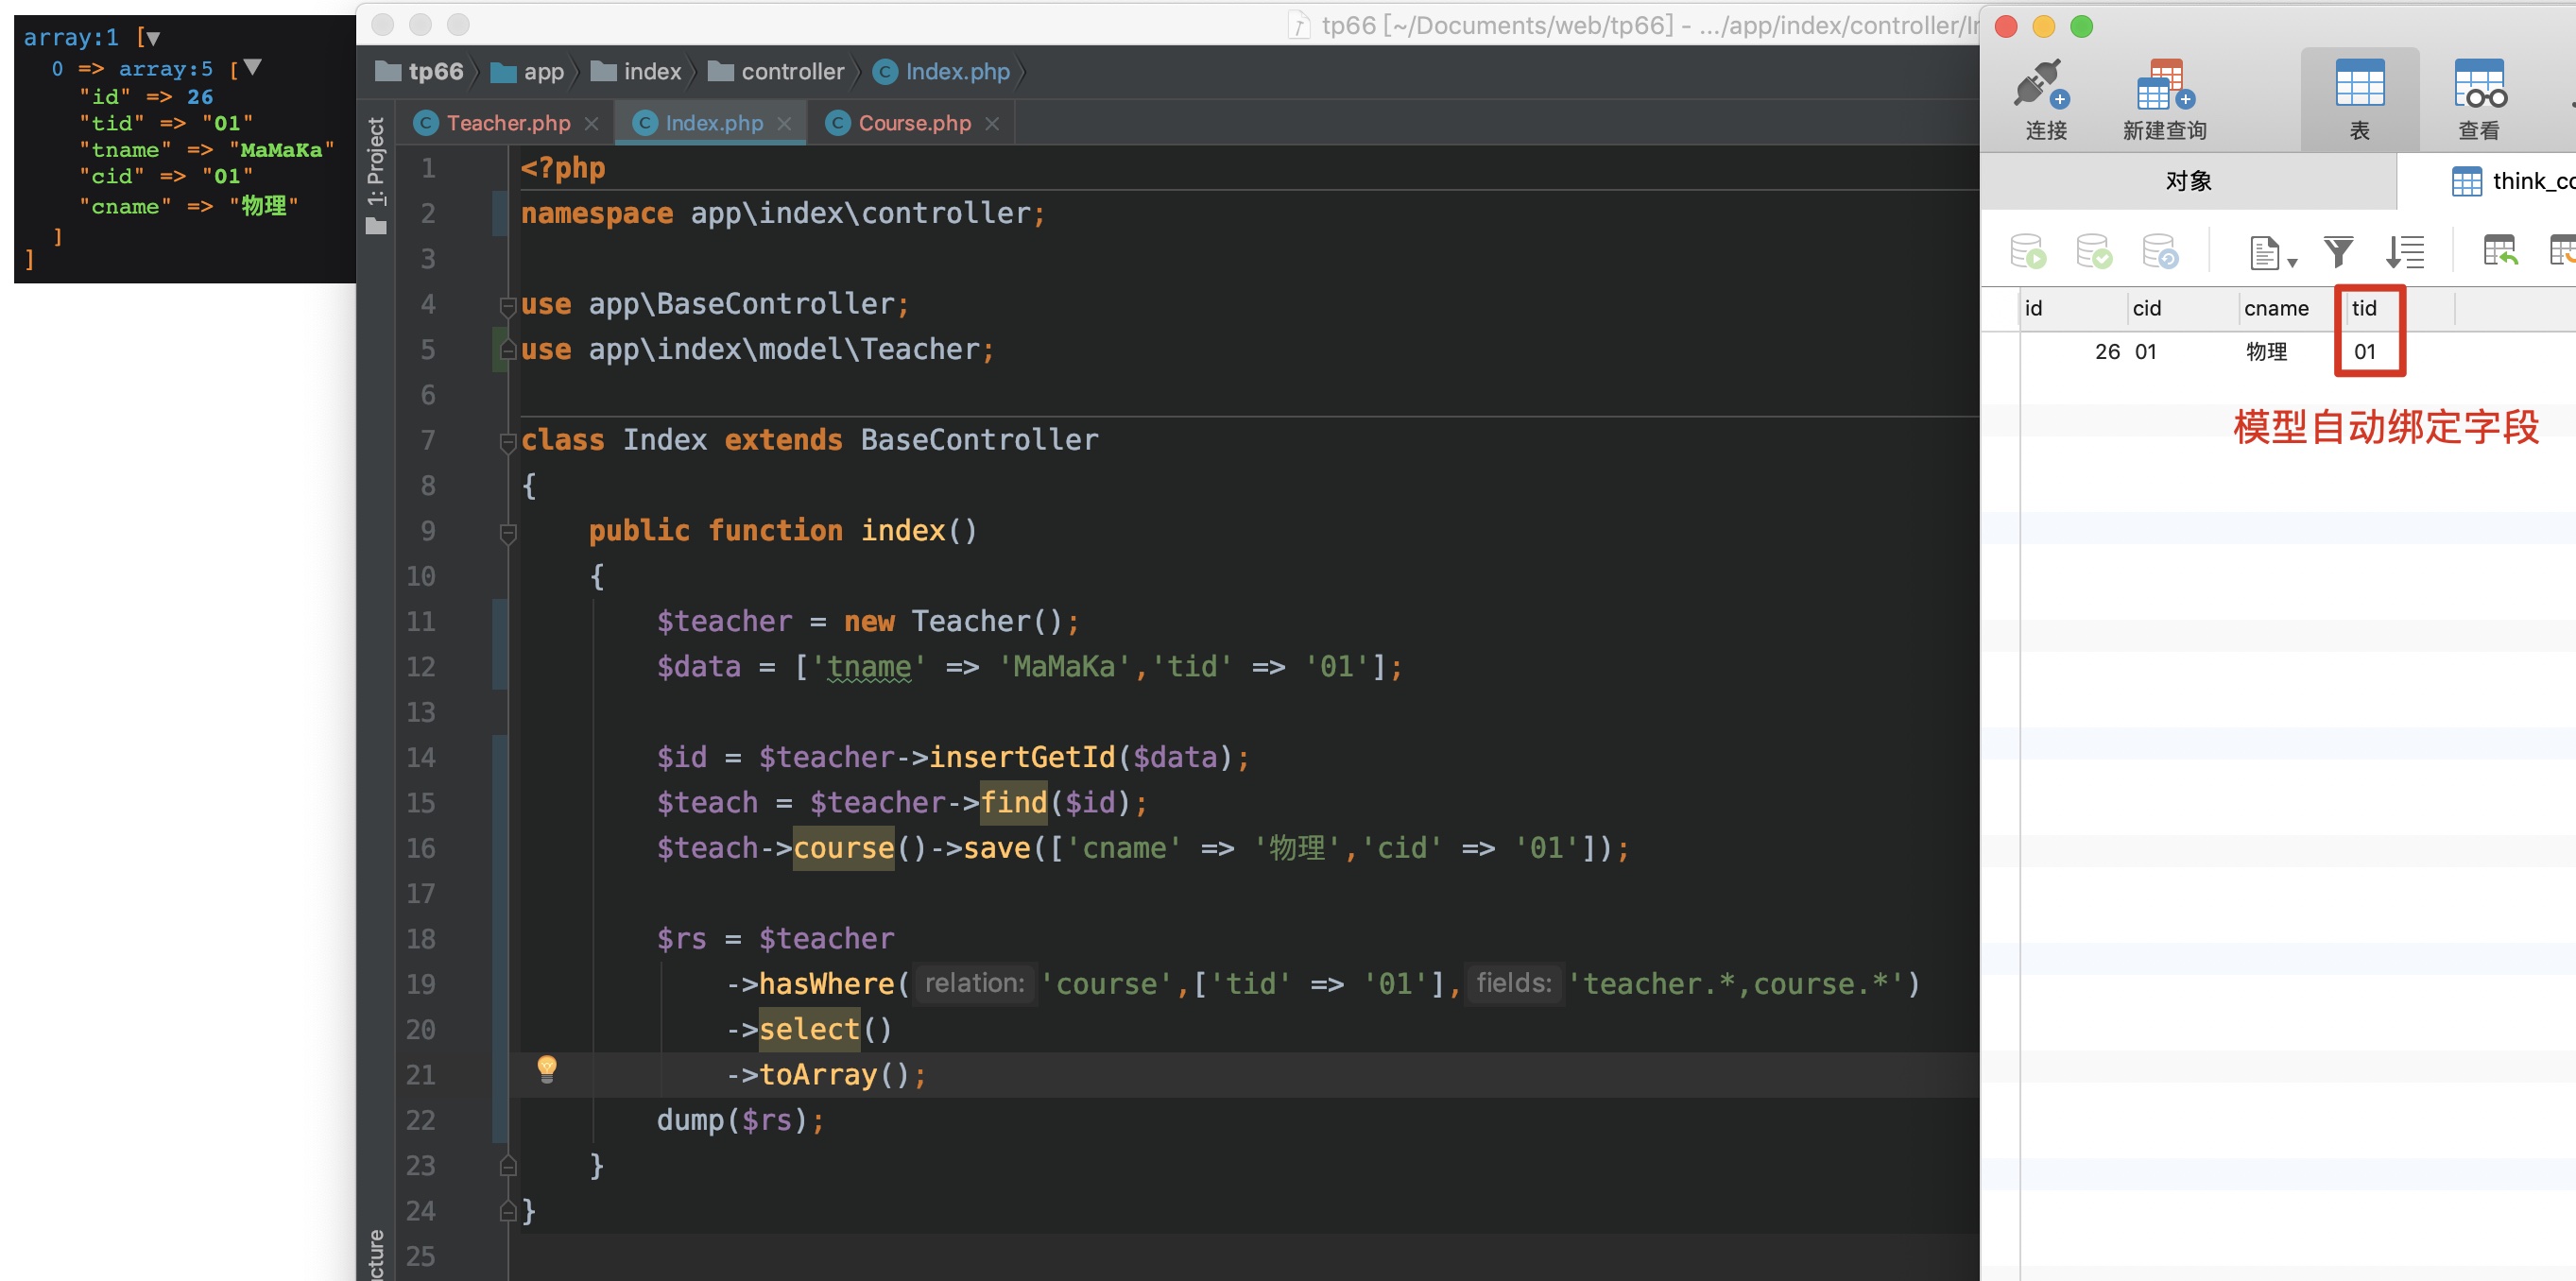 array:1 [▼
0 => array:5 [▼
"id" => 26
"tid" => "01"
"tname" => "MaMaKa"
"cid" => "01"
"cname" => "物理"
]
]
tp66 [~/Documents/web/tp66] - .../app/index/controller/
tp66 app index controller Index.php
Teacher.php Index.php Course.php
1: Project
1 <?php
2 namespace app\index\controller;
3
4 use app\BaseController;
5 use app\index\model\Teacher;
6
7 class Index extends BaseController
8 {
9 public function index()
10 {
11 $teacher = new Teacher();
12 $data = ['tname' => 'MaMaKa','tid' => '01'];
13
14 $id = $teacher->insertGetId($data);
15 $teach = $teacher->find($id);
16 $teach->course()->save(['cname' => '物理','cid' => '01']);
17
18 $rs = $teacher
19 ->hasWhere( relation: 'course',['tid' => '01'], fields: 'teacher.*,course.*')
20 ->select()
21 ->toArray();
22 dump($rs);
23 }
24 }
25
连接 新建查询 表 查看
对象 think_co
id cid cname tid
26 01 物理 01
模型自动绑定字段